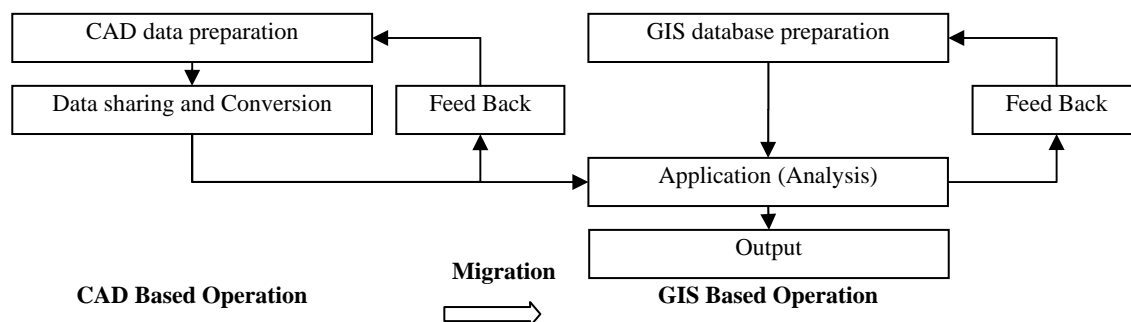 CAD data preparation
GIS database preparation
Data sharing and Conversion
Feed Back
Feed Back
Application (Analysis)
Output
Migration
CAD Based Operation
GIS Based Operation